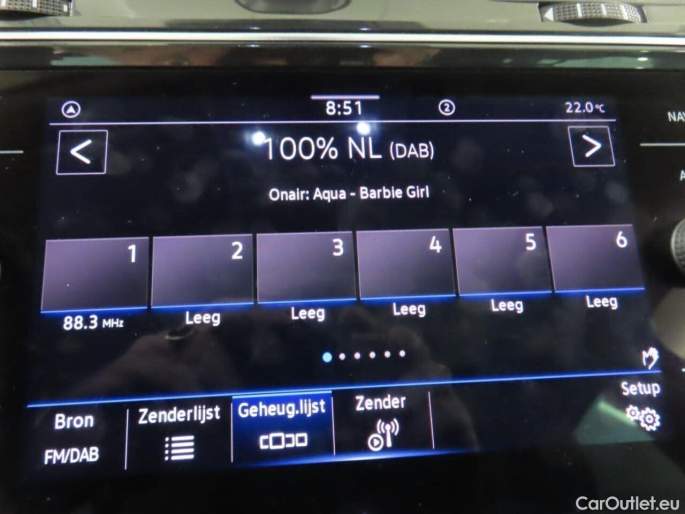 8:51
2
22.0°C
NAV
<
100% NL (DAB)
>
Onair: Aqua - Barbie Girl
1
2
3
4
5
6
88.3 MHz
Leeg
Leeg
Leeg
Leeg
Leeg
Setup
Bron
Zenderlijst
Geheug.lijst
Zender
FM/DAB
CarOutlet.eu